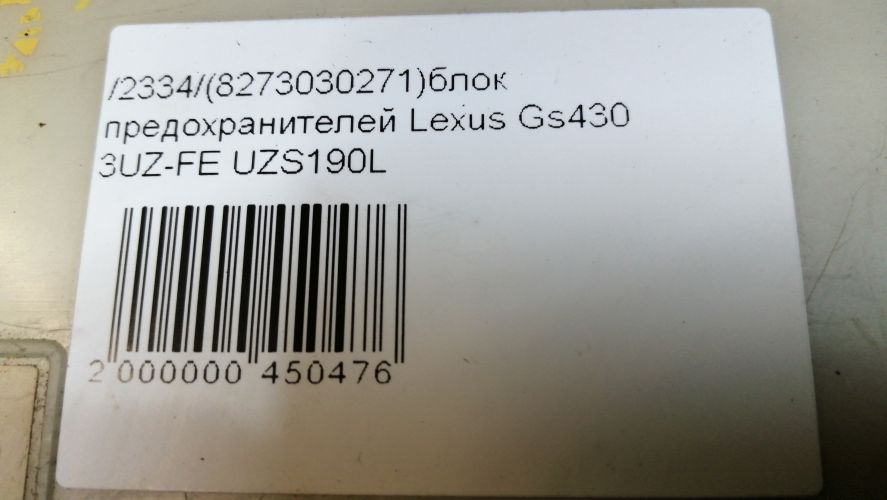 /2334/(8273030271)блок
предохранителей Lexus Gs430
3UZ-FE UZS190L
2 000000 450476